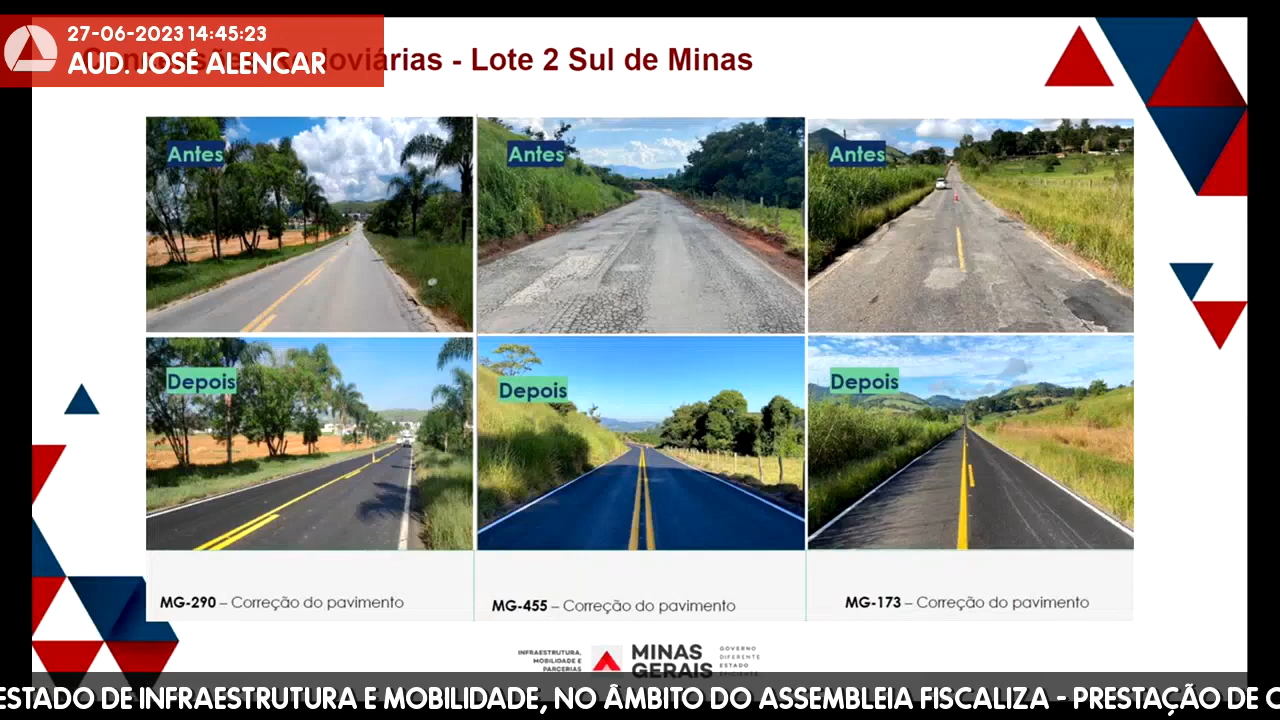 27-06-2023 14:45:23
AUD. JOSÉ ALENCAR
Rodoviárias - Lote 2 Sul de Minas
Antes
Antes
Antes
Depois
Depois
Depois
MG-290 – Correção do pavimento
MG-455 – Correção do pavimento
MG-173 – Correção do pavimento
INFRAESTRUTURA,
MOBILIDADE E
PARCERIAS
MINAS
GERAIS
GOVERNO
DIFERENTE
ESTADO
EFICIENTE
ESTADO DE INFRAESTRUTURA E MOBILIDADE, NO ÂMBITO DO ASSEMBLEIA FISCALIZA - PRESTAÇÃO DE